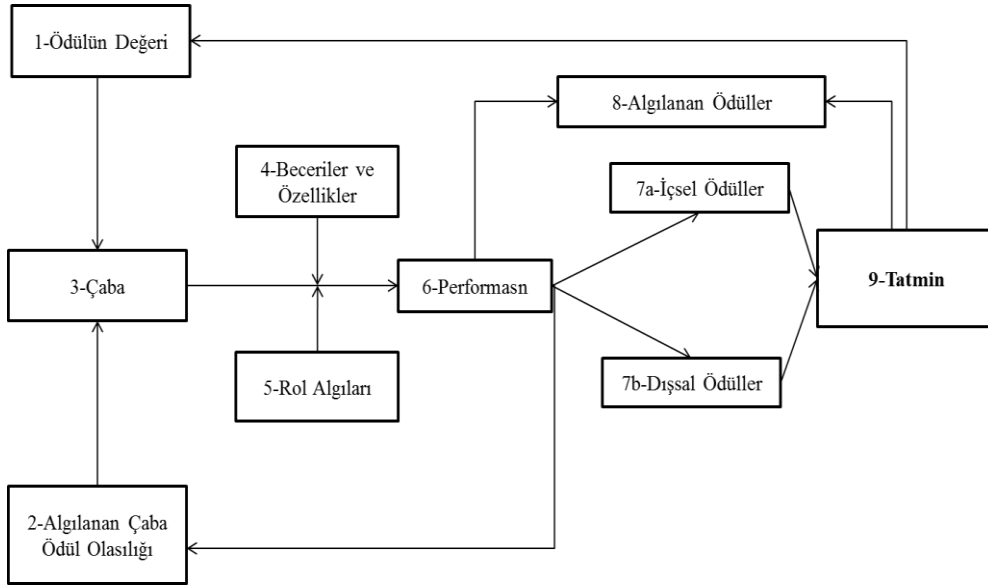 1-Ödülün Değeri
8-Algılanan Ödüller
4-Beceriler ve
Özellikler
7a-İçsel Ödüller
3-Çaba
6-Performasn
9-Tatmin
5-Rol Algıları
7b-Dışsal Ödüller
2-Algılanan Çaba
Ödül Olasılığı